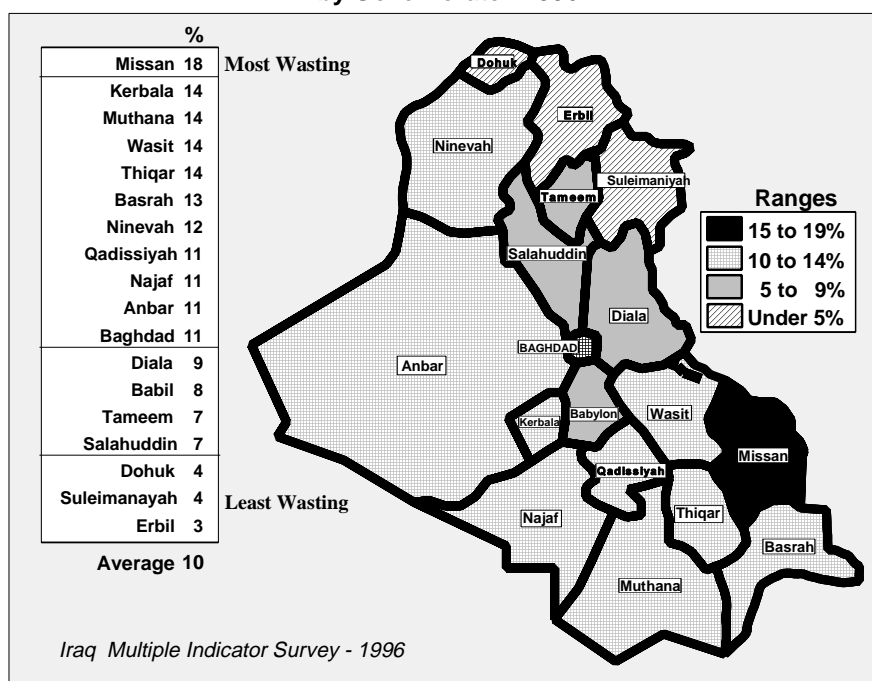 %
Missan 18 Most Wasting
Kerbala 14
Muthana 14
Wasit 14
Thiqar 14
Basrah 13
Ninevah 12
Qadissiyah 11
Najaf 11
Anbar 11
Baghdad 11
Diala 9
Babil 8
Tameem 7
Salahuddin 7
Dohuk 4
Suleimanayah 4
Erbil 3
Least Wasting
Average 10
Dohuk
Erbil
Ninevah
Suleimaniyah
Tameem
Salahuddin
Diala
BAGHDAD
Anbar
Kerbala
Babylon
Wasit
Missan
Qadissiyah
Najaf
Thiqar
Basrah
Muthana
Ranges
15 to 19%
10 to 14%
5 to 9%
Under 5%
Iraq Multiple Indicator Survey - 1996